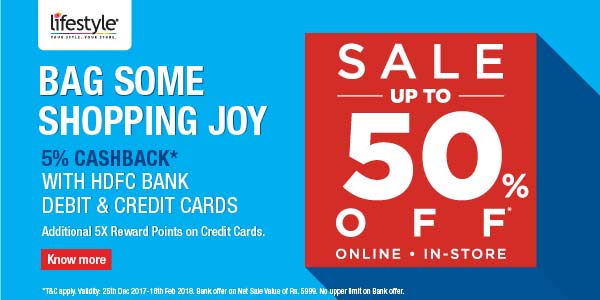 lifestyle*
YOUR STYLE. YOUR STORE.
BAG SOME
SHOPPING JOY
5% CASHBACK*
WITH HDFC BANK
DEBIT & CREDIT CARDS
Additional 5X Reward Points on Credit Cards.
Know more
SALE
UP TO
50%
OFF*
ONLINE • IN-STORE
*T&C apply. Validity: 25th Dec 2017-18th Feb 2018. Bank offer on Net Sale Value of Rs. 5999. No upper limit on Bank offer.